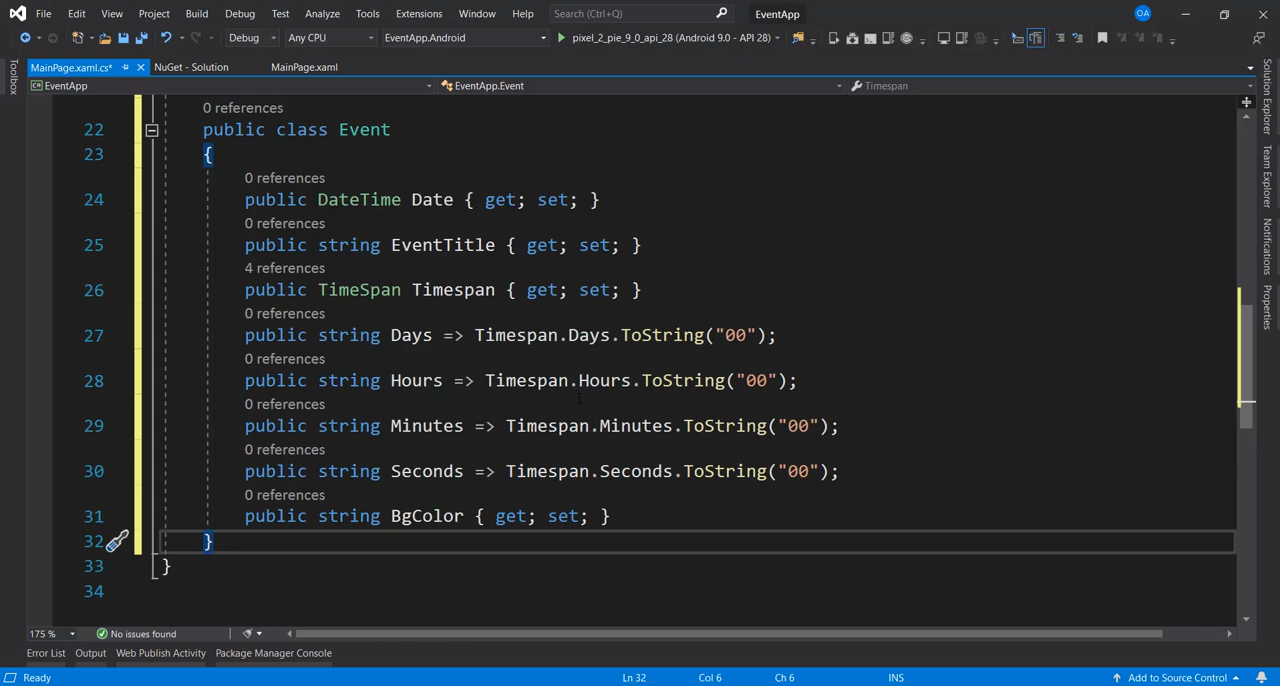 File Edit View Project Build Debug Test Analyze Tools Extensions Window Help Search (Ctrl+Q) EventApp OA
Debug Any CPU EventApp.Android pixel_2_pie_9_0_api_28 (Android 9.0 - API 28)
MainPage.xaml.cs* NuGet - Solution MainPage.xaml
EventApp EventApp.Event Timespan
Toolbox
0 references
22 public class Event
23 {
0 references
24 public DateTime Date { get; set; }
0 references
25 public string EventTitle { get; set; }
4 references
26 public TimeSpan Timespan { get; set; }
0 references
27 public string Days => Timespan.Days.ToString("00");
0 references
28 public string Hours => Timespan.Hours.ToString("00");
0 references
29 public string Minutes => Timespan.Minutes.ToString("00");
0 references
30 public string Seconds => Timespan.Seconds.ToString("00");
0 references
31 public string BgColor { get; set; }
32 }
33 }
34
Solution Explorer
Team Explorer
Notifications
Properties
175 % No issues found
Error List Output Web Publish Activity Package Manager Console
Ready Ln 32 Col 6 Ch 6 INS Add to Source Control